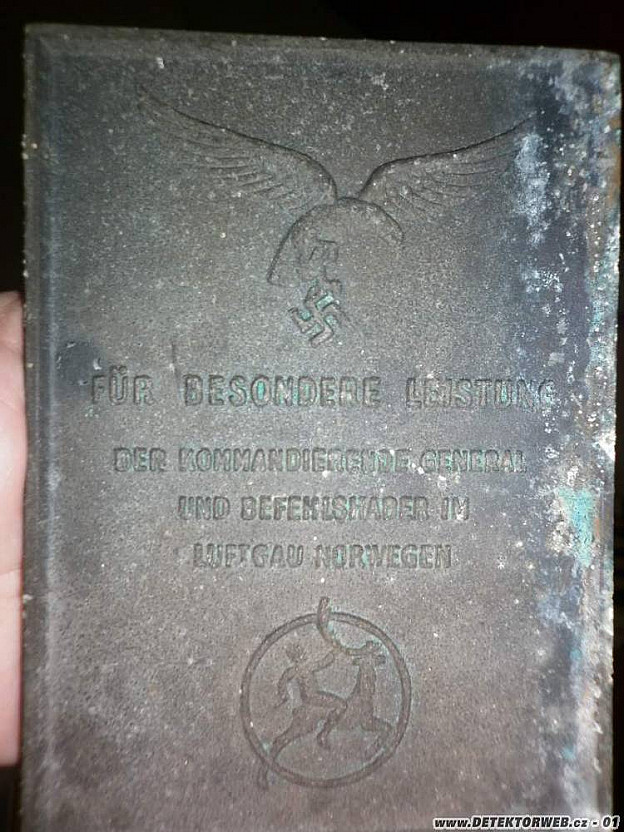 FÜR BESONDERE LEISTUNG
DER KOMMANDIERENDE GENERAL
UND BEFEHLSHABER IM
LUFTGAU NORWEGEN
www.DETEKTORWEB.cz - 01